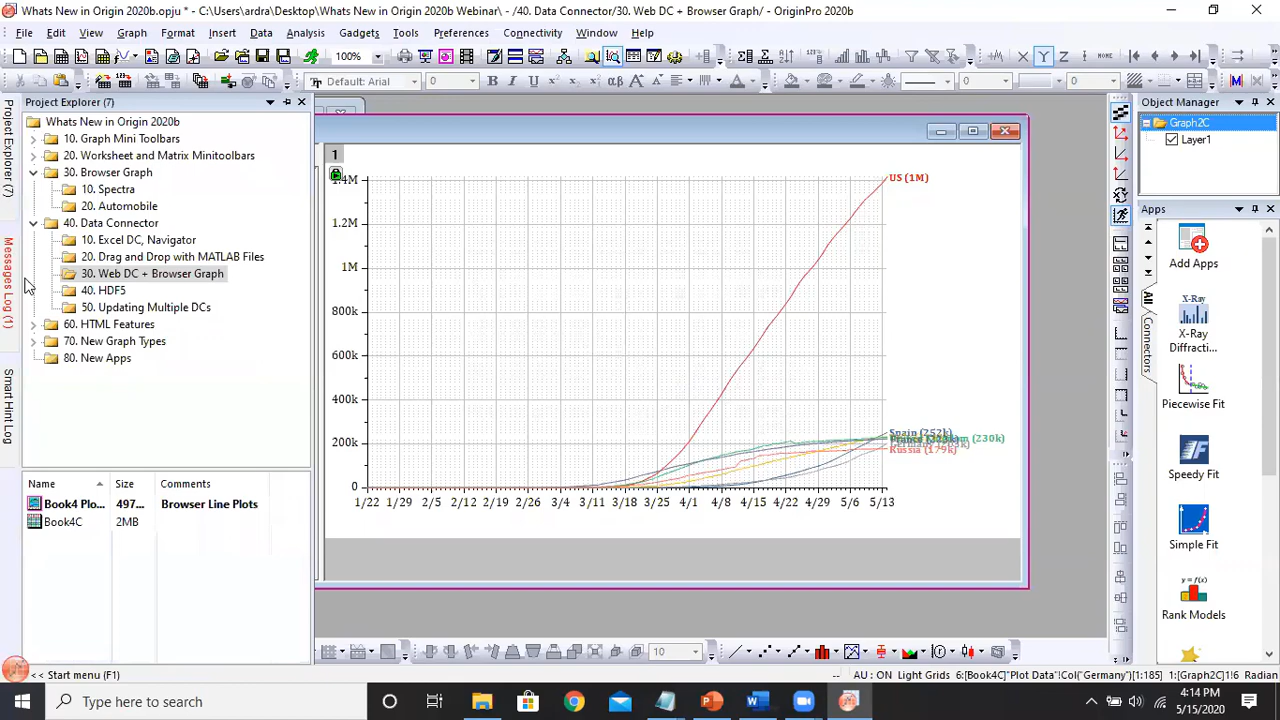 Whats New in Origin 2020b.opju * - C:\Users\ardra\Desktop\Whats New in Origin 2020b Webinar\ - /40. Data Connector/30. Web DC + Browser Graph/ - OriginPro 2020b
File Edit View Graph Format Insert Data Analysis Gadgets Tools Preferences Connectivity Window Help
100%
Y Z NONE
Default: Arial 0 B I U αβ A A A 0 0 M
Project Explorer (7)
Messages Log (1)
Smart Hint Log
Project Explorer (7)
Whats New in Origin 2020b
10. Graph Mini Toolbars
20. Worksheet and Matrix Minitoolbars
30. Browser Graph
10. Spectra
20. Automobile
40. Data Connector
10. Excel DC, Navigator
20. Drag and Drop with MATLAB Files
30. Web DC + Browser Graph
40. HDF5
50. Updating Multiple DCs
60. HTML Features
70. New Graph Types
80. New Apps
Name Size Comments
Book4 Plo... 497... Browser Line Plots
Book4C 2MB
1
1.4M
1.2M
1M
800k
600k
400k
200k
0
1/22 1/29 2/5 2/12 2/19 2/26 3/4 3/11 3/18 3/25 4/1 4/8 4/15 4/22 4/29 5/6 5/13
US (1M)
Spain (252k)
(230k)
Russia (179k)
Object Manager
Graph2C
Layer1
Apps
All
Connectors
Add Apps
X-Ray
X-Ray
Diffracti...
Piecewise Fit
Speedy Fit
Simple Fit
y = f(x)
Rank Models
10
<< Start menu (F1)
-- AU : ON Light Grids 6:[Book4C]"Plot Data"!Col("Germany")[1:185] 1:[Graph2C]1!6 Radian
Type here to search
4:14 PM
5/15/2020